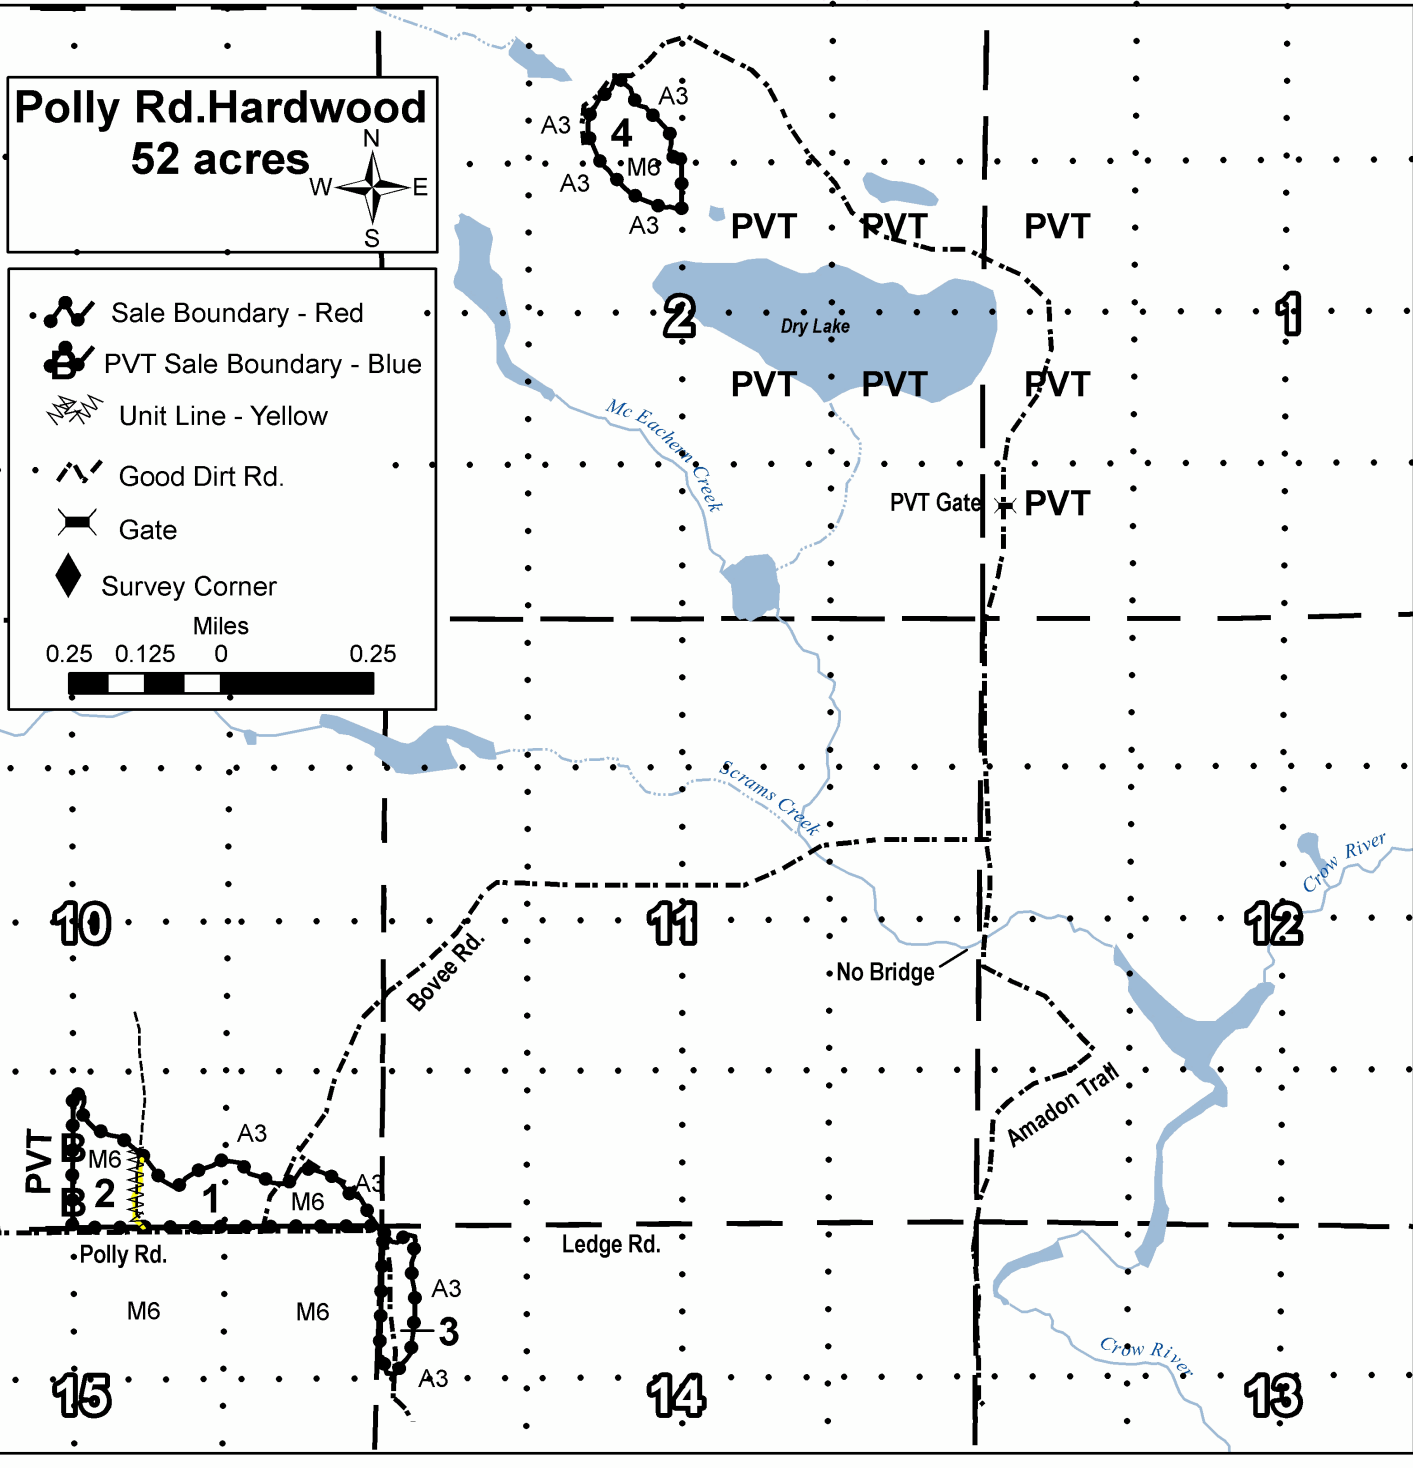 Polly Rd.Hardwood
52 acres
N
W E
S
Sale Boundary - Red
B PVT Sale Boundary - Blue
Unit Line - Yellow
Good Dirt Rd.
Gate
Survey Corner
Miles
0.25 0.125 0 0.25
A3
A3
4
M6
A3
A3
PVT PVT PVT
2
1
Dry Lake
PVT PVT PVT
Mc Eachern Creek
PVT Gate
PVT
Scrams Creek
Crow River
10
11
12
Bovee Rd.
No Bridge
Amadon Trail
PVT
B
M6
A3
A3
B
2
1
M6
Polly Rd.
Ledge Rd.
M6
M6
A3
3
A3
Crow River
15
14
13